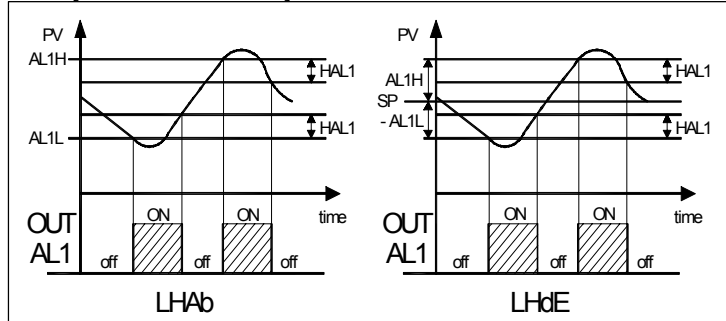 PV
AL1H
HAL1
AL1L
HAL1
time
OUT
AL1
off
ON
off
ON
off
LHAb
PV
AL1H
HAL1
SP
- AL1L
HAL1
time
OUT
AL1
off
ON
off
ON
off
LHdE